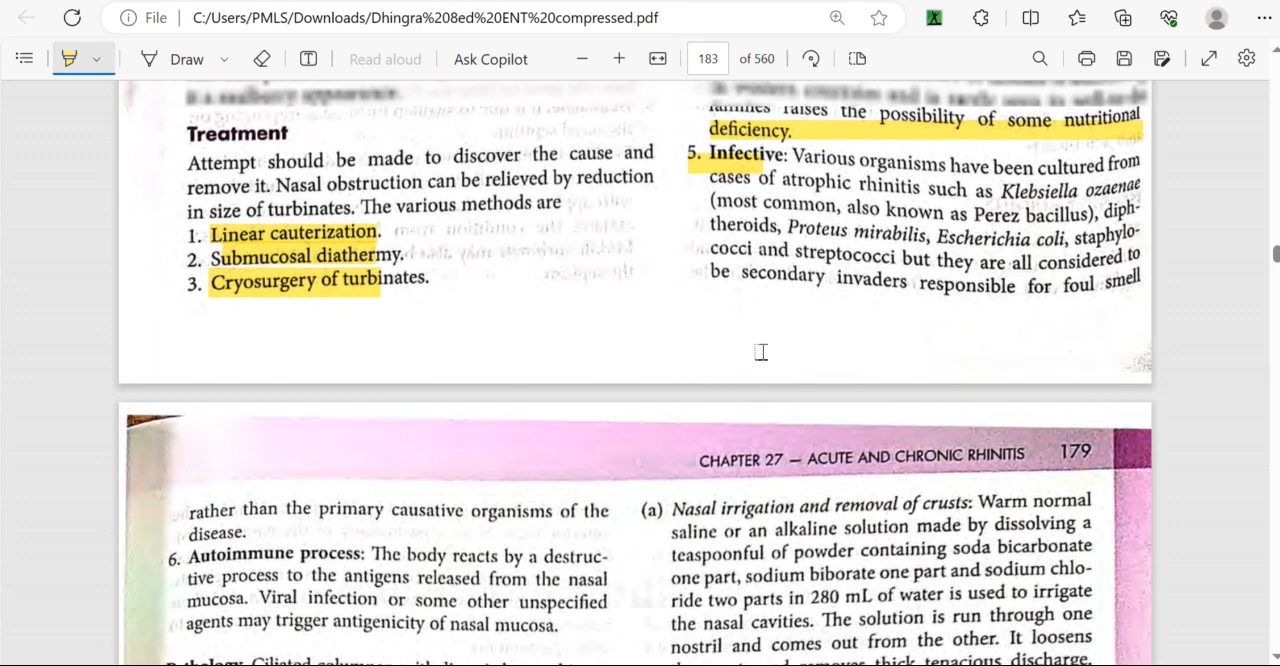 File
C:/Users/PMLS/Downloads/Dhingra%208ed%20ENT%20compressed.pdf
Draw
Read aloud
Ask Copilot
183
of 560
Treatment
Attempt should be made to discover the cause and
remove it. Nasal obstruction can be relieved by reduction
in size of turbinates. The various methods are
1. Linear cauterization.
2. Submucosal diathermy.
3. Cryosurgery of turbinates.
families raises the possibility of some nutritional
deficiency.
5. Infective: Various organisms have been cultured from
cases of atrophic rhinitis such as Klebsiella ozaenae
(most common, also known as Perez bacillus), diph-
theroids, Proteus mirabilis, Escherichia coli, staphylo-
cocci and streptococci but they are all considered to
be secondary invaders responsible for foul smell
CHAPTER 27 – ACUTE AND CHRONIC RHINITIS 179
rather than the primary causative organisms of the
disease.
6. Autoimmune process: The body reacts by a destruc-
tive process to the antigens released from the nasal
mucosa. Viral infection or some other unspecified
agents may trigger antigenicity of nasal mucosa.
Pathology. Ciliated columnar
(a) Nasal irrigation and removal of crusts: Warm normal
saline or an alkaline solution made by dissolving a
teaspoonful of powder containing soda bicarbonate
one part, sodium biborate one part and sodium chlo-
ride two parts in 280 mL of water is used to irrigate
the nasal cavities. The solution is run through one
nostril and comes out from the other. It loosens
removes thick tenacious discharge.